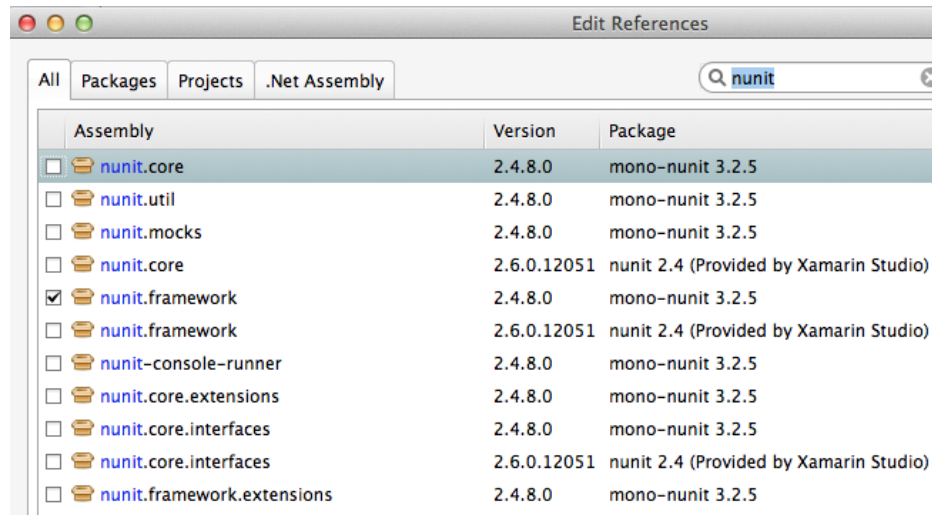 Edit References
All Packages Projects .Net Assembly nunit
Assembly Version Package
nunit.core 2.4.8.0 mono-nunit 3.2.5
nunit.util 2.4.8.0 mono-nunit 3.2.5
nunit.mocks 2.4.8.0 mono-nunit 3.2.5
nunit.core 2.6.0.12051 nunit 2.4 (Provided by Xamarin Studio)
nunit.framework 2.4.8.0 mono-nunit 3.2.5
nunit.framework 2.6.0.12051 nunit 2.4 (Provided by Xamarin Studio)
nunit-console-runner 2.4.8.0 mono-nunit 3.2.5
nunit.core.extensions 2.4.8.0 mono-nunit 3.2.5
nunit.core.interfaces 2.4.8.0 mono-nunit 3.2.5
nunit.core.interfaces 2.6.0.12051 nunit 2.4 (Provided by Xamarin Studio)
nunit.framework.extensions 2.4.8.0 mono-nunit 3.2.5